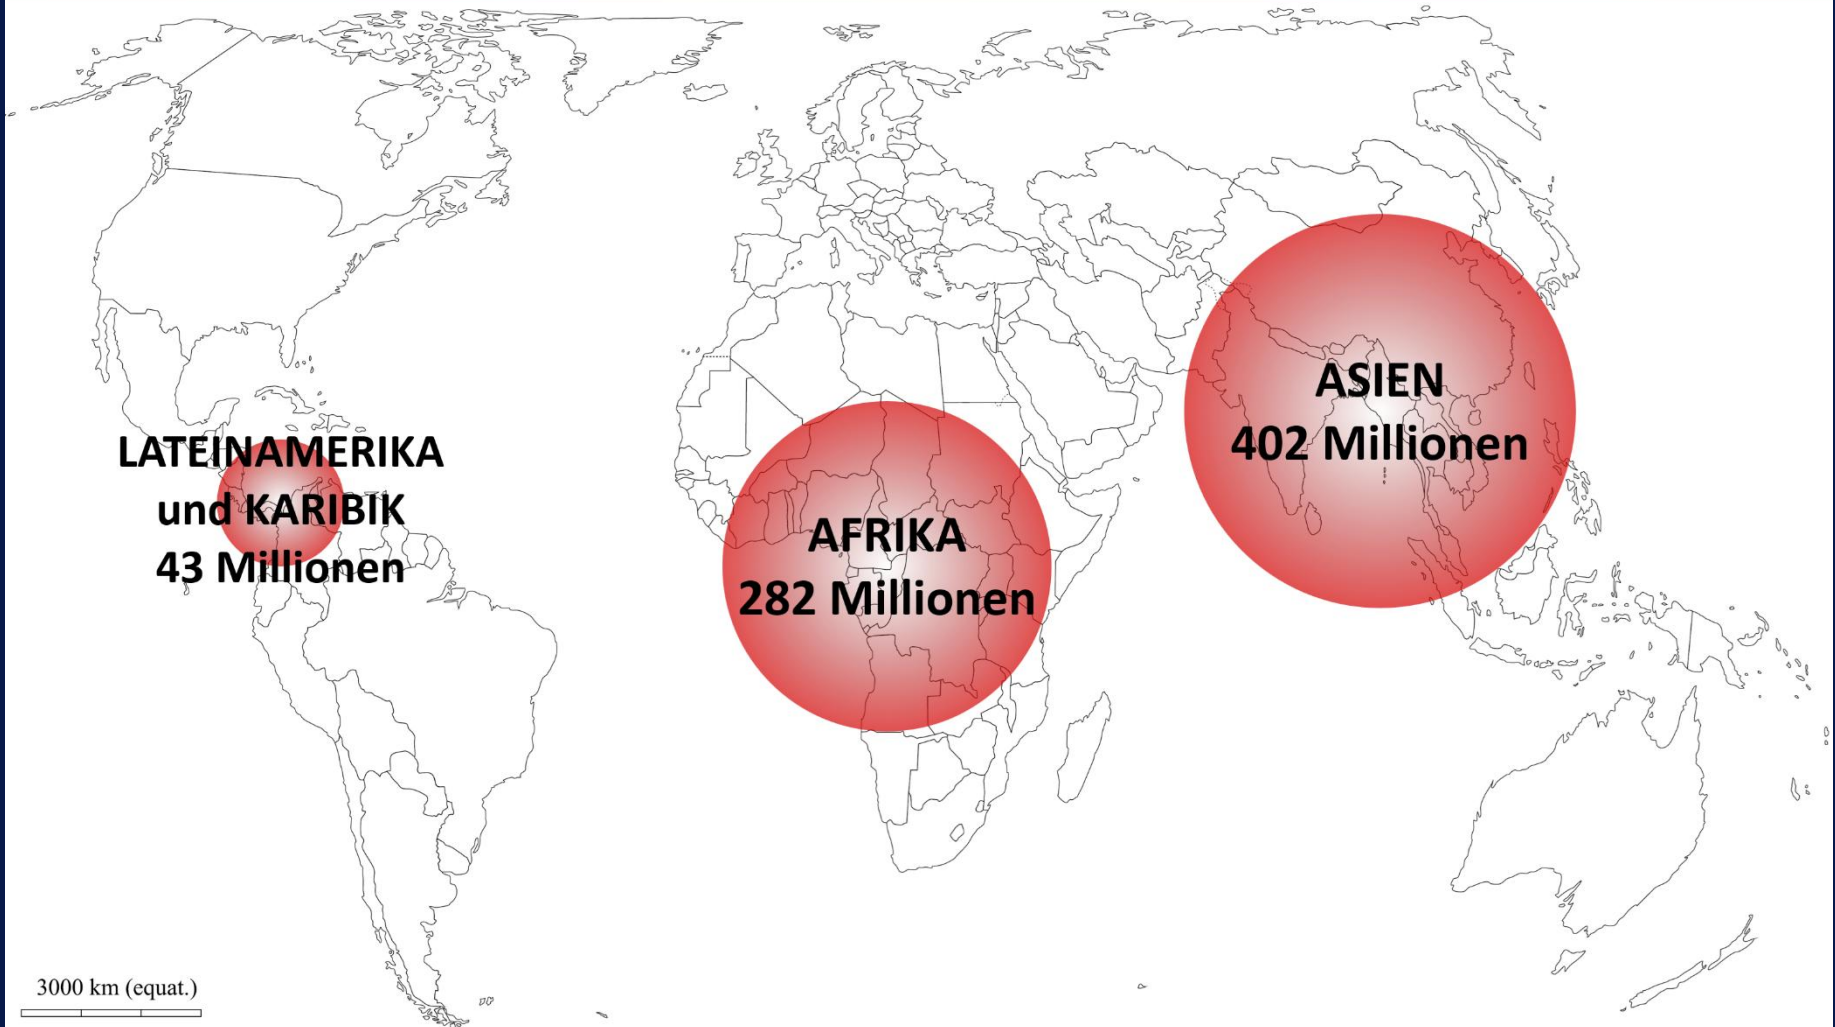 LATEINAMERIKA
und KARIBIK
43 Millionen
AFRIKA
282 Millionen
ASIEN
402 Millionen
3000 km (equat.)